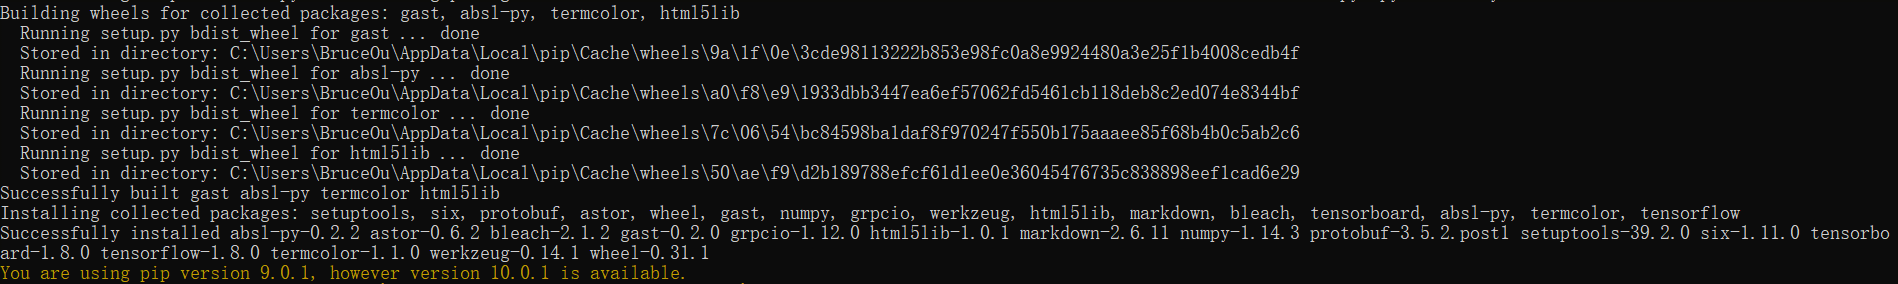 Building wheels for collected packages: gast, absl-py, termcolor, html5lib
  Running setup.py bdist_wheel for gast ... done
  Stored in directory: C:\Users\BruceOu\AppData\Local\pip\Cache\wheels\9a\1f\0e\3cde98113222b853e98fc0a8e9924480a3e25f1b4008cedb4f
  Running setup.py bdist_wheel for absl-py ... done
  Stored in directory: C:\Users\BruceOu\AppData\Local\pip\Cache\wheels\a0\f8\e9\1933dbb3447ea6ef57062fd5461cb118deb8c2ed074e8344bf
  Running setup.py bdist_wheel for termcolor ... done
  Stored in directory: C:\Users\BruceOu\AppData\Local\pip\Cache\wheels\7c\06\54\bc84598ba1daf8f970247f550b175aaaee85f68b4b0c5ab2c6
  Running setup.py bdist_wheel for html5lib ... done
  Stored in directory: C:\Users\BruceOu\AppData\Local\pip\Cache\wheels\50\ae\f9\d2b189788efcf61d1ee0e36045476735c838898eef1cad6e29
Successfully built gast absl-py termcolor html5lib
Installing collected packages: setuptools, six, protobuf, astor, wheel, gast, numpy, grpcio, werkzeug, html5lib, markdown, bleach, tensorboard, absl-py, termcolor, tensorflow
Successfully installed absl-py-0.2.2 astor-0.6.2 bleach-2.1.2 gast-0.2.0 grpcio-1.12.0 html5lib-1.0.1 markdown-2.6.11 numpy-1.14.3 protobuf-3.5.2.post1 setuptools-39.2.0 six-1.11.0 tensorbo
ard-1.8.0 tensorflow-1.8.0 termcolor-1.1.0 werkzeug-0.14.1 wheel-0.31.1
You are using pip version 9.0.1, however version 10.0.1 is available.